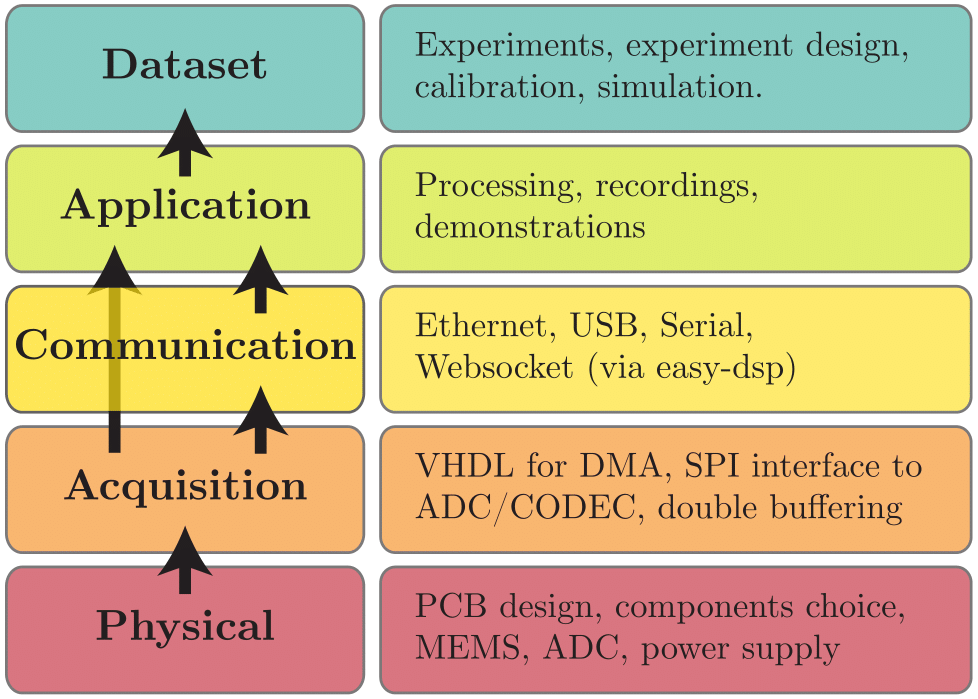 Dataset
Experiments, experiment design,
calibration, simulation.
Application
Processing, recordings,
demonstrations
Communication
Ethernet, USB, Serial,
Websocket (via easy-dsp)
Acquisition
VHDL for DMA, SPI interface to
ADC/CODEC, double buffering
Physical
PCB design, components choice,
MEMS, ADC, power supply